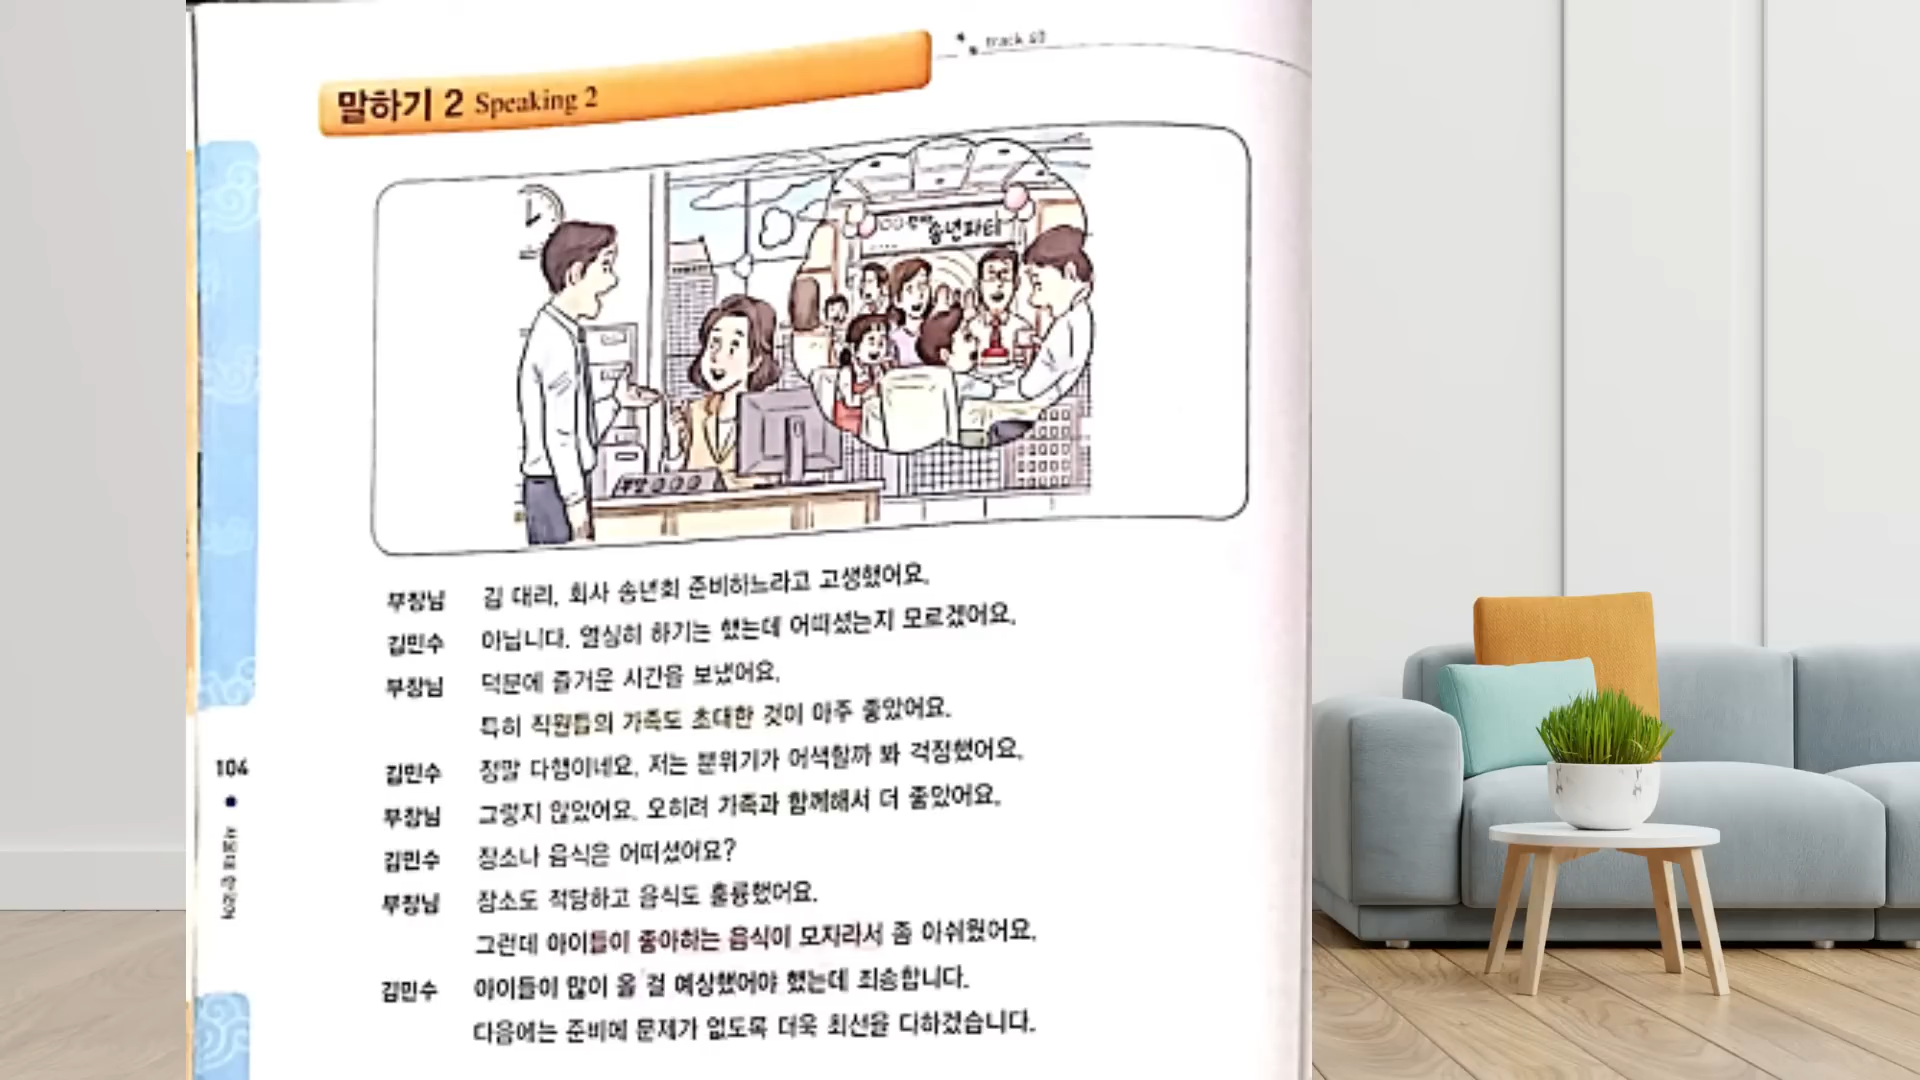 track 40
말하기 2 Speaking 2
송년파티
부장
부장님 김 대리, 회사 송년회 준비하느라고 고생했어요.
김민수 아닙니다. 열심히 하기는 했는데 어떠셨는지 모르겠어요.
부장님 덕분에 즐거운 시간을 보냈어요.
특히 직원들의 가족도 초대한 것이 아주 좋았어요.
김민수 정말 다행이네요. 저는 분위기가 어색할까 봐 걱정했어요.
부장님 그렇지 않았어요. 오히려 가족과 함께해서 더 좋았어요.
김민수 장소나 음식은 어떠셨어요?
부장님 장소도 적당하고 음식도 훌륭했어요.
그런데 아이들이 좋아하는 음식이 모자라서 좀 아쉬웠어요.
김민수 아이들이 많이 올 걸 예상했어야 했는데 죄송합니다.
다음에는 준비에 문제가 없도록 더욱 최선을 다하겠습니다.
104
서울대 한국어